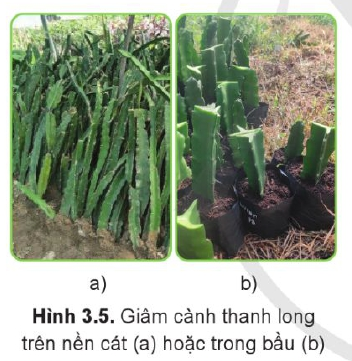 a)
b)
Hình 3.5. Giâm cành thanh long
trên nền cát (a) hoặc trong bầu (b)